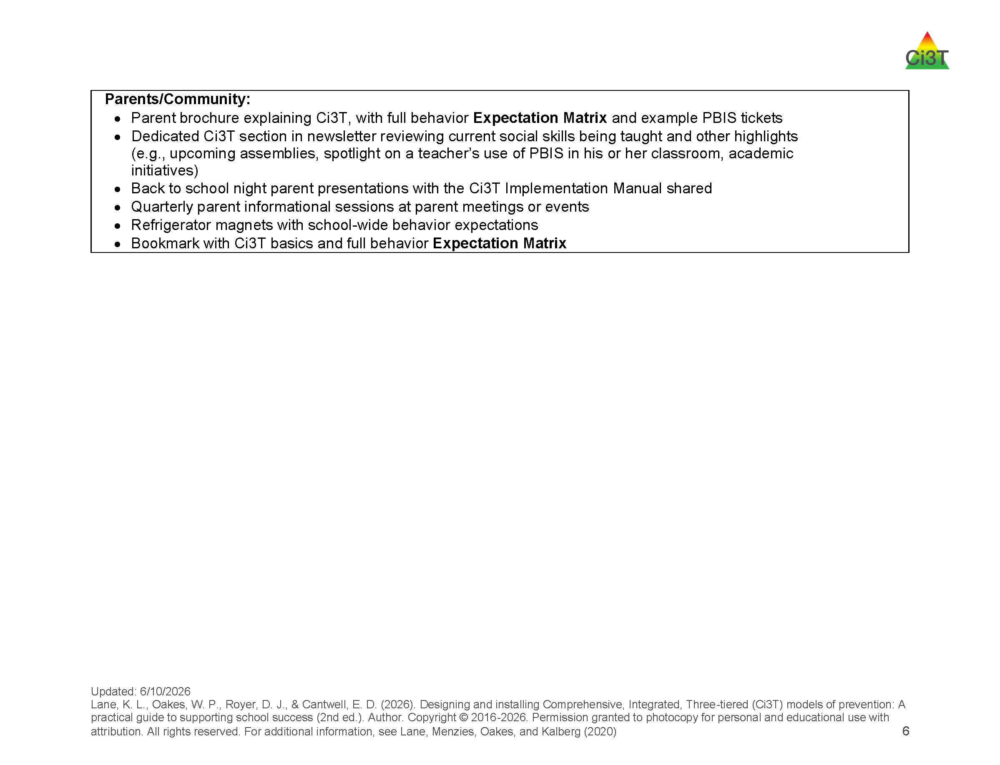 Ci3T
Parents/Community:
• Parent brochure explaining Ci3T, with full behavior Expectation Matrix and example PBIS tickets
• Dedicated Ci3T section in newsletter reviewing current social skills being taught and other highlights
(e.g., upcoming assemblies, spotlight on a teacher’s use of PBIS in his or her classroom, academic
initiatives)
• Back to school night parent presentations with the Ci3T Implementation Manual shared
• Quarterly parent informational sessions at parent meetings or events
• Refrigerator magnets with school-wide behavior expectations
• Bookmark with Ci3T basics and full behavior Expectation Matrix
Updated: 6/10/2026
Lane, K. L., Oakes, W. P., Royer, D. J., & Cantwell, E. D. (2026). Designing and installing Comprehensive, Integrated, Three-tiered (Ci3T) models of prevention: A
practical guide to supporting school success (2nd ed.). Author. Copyright © 2016-2026. Permission granted to photocopy for personal and educational use with
attribution. All rights reserved. For additional information, see Lane, Menzies, Oakes, and Kalberg (2020)
6